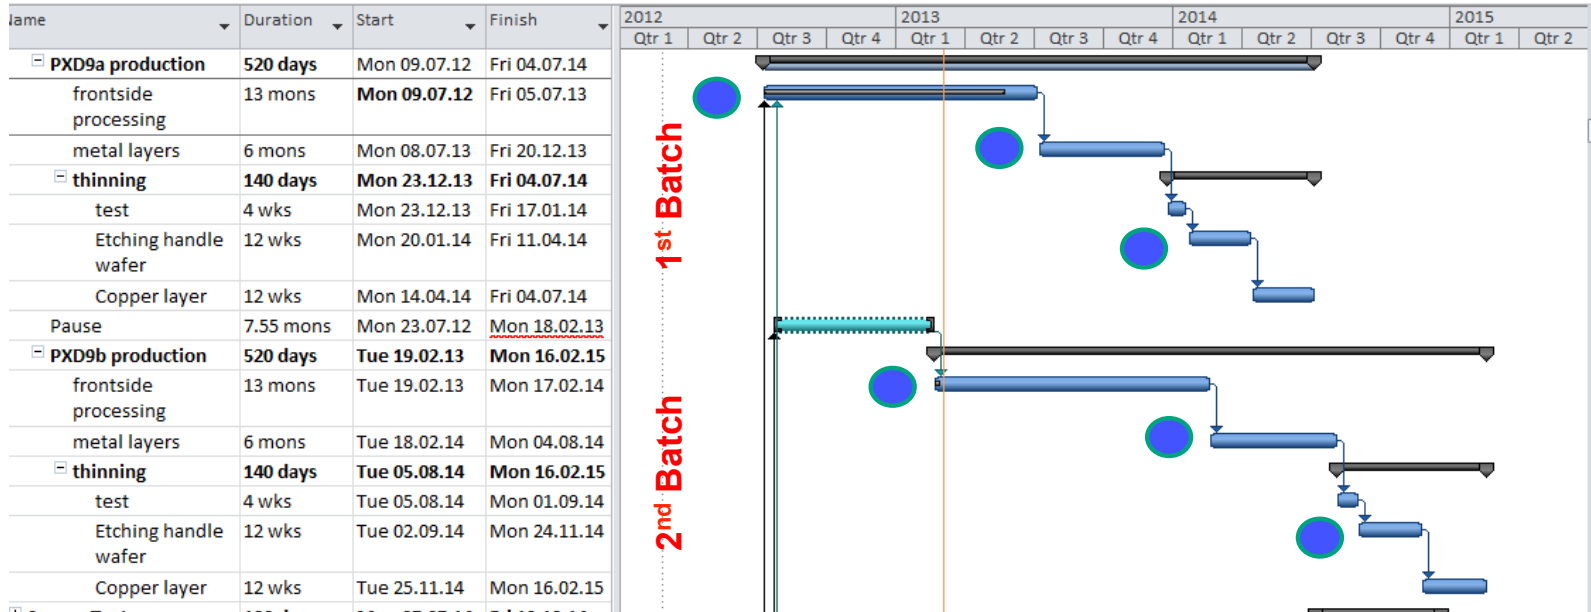 Name Duration Start Finish 2012 2013 2014 2015
Qtr 1 Qtr 2 Qtr 3 Qtr 4 Qtr 1 Qtr 2 Qtr 3 Qtr 4 Qtr 1 Qtr 2 Qtr 3 Qtr 4 Qtr 1 Qtr 2
PXD9a production 520 days Mon 09.07.12 Fri 04.07.14
frontside 13 mons Mon 09.07.12 Fri 05.07.13
processing
metal layers 6 mons Mon 08.07.13 Fri 20.12.13
thinning 140 days Mon 23.12.13 Fri 04.07.14
test 4 wks Mon 23.12.13 Fri 17.01.14
Etching handle 12 wks Mon 20.01.14 Fri 11.04.14
wafer
Copper layer 12 wks Mon 14.04.14 Fri 04.07.14
1st Batch
Pause 7.55 mons Mon 23.07.12 Mon 18.02.13
PXD9b production 520 days Tue 19.02.13 Mon 16.02.15
frontside 13 mons Tue 19.02.13 Mon 17.02.14
processing
metal layers 6 mons Tue 18.02.14 Mon 04.08.14
thinning 140 days Tue 05.08.14 Mon 16.02.15
test 4 wks Tue 05.08.14 Mon 01.09.14
Etching handle 12 wks Tue 02.09.14 Mon 24.11.14
wafer
Copper layer 12 wks Tue 25.11.14 Mon 16.02.15
2nd Batch